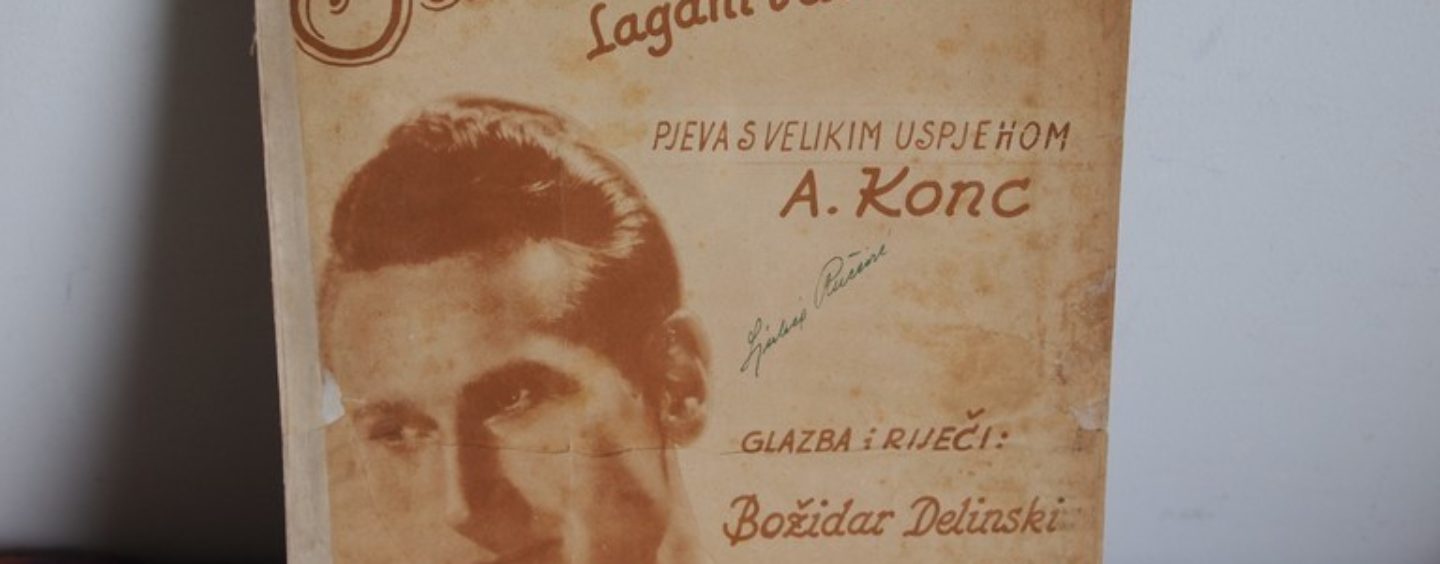 Lagani
PJEVA S VELIKIM USPJEHOM
A. Konc
GLAZBA i RIJEČI:
Božidar Delinski